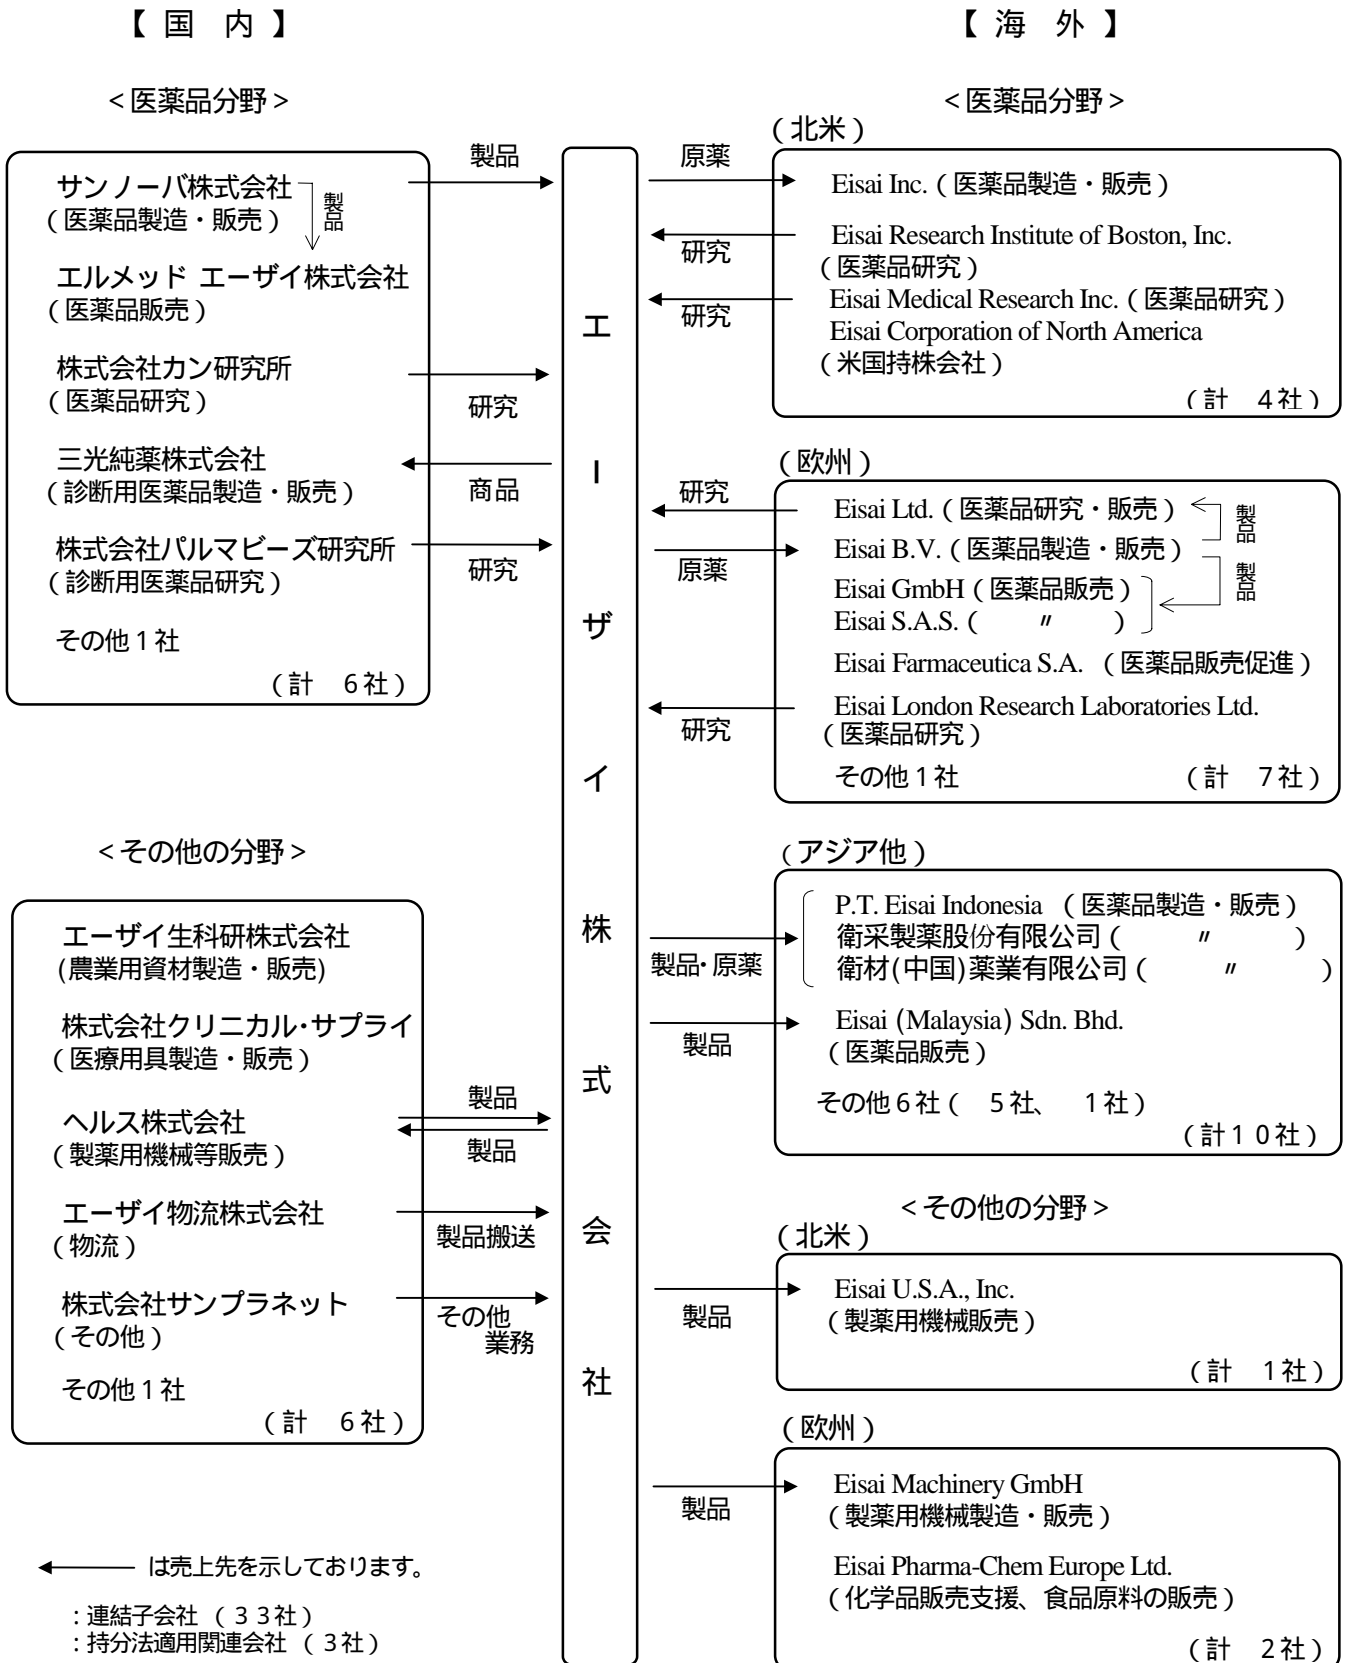 【 国 内 】
<医薬品分野>
サンノーバ株式会社
(医薬品製造・販売)
製品
エルメッド エーザイ株式会社
(医薬品販売)
株式会社カン研究所
(医薬品研究)
三光純薬株式会社
(診断用医薬品製造・販売)
株式会社パルマビーズ研究所
(診断用医薬品研究)
その他1社
(計 6社)
製品
研究
商品
研究
<その他の分野>
エーザイ生科研株式会社
(農業用資材製造・販売)
株式会社クリニカル・サプライ
(医療用具製造・販売)
ヘルス株式会社
(製薬用機械等販売)
エーザイ物流株式会社
(物流)
株式会社サンプラネット
(その他)
その他1社
(計 6社)
製品
製品
製品搬送
その他
業務
は売上先を示しております。
:連結子会社 (33社)
:持分法適用関連会社 (3社)
エーザイ株式会社
【 海 外 】
<医薬品分野>
(北米)
原薬
Eisai Inc. (医薬品製造・販売)
研究
Eisai Research Institute of Boston, Inc.
(医薬品研究)
研究
Eisai Medical Research Inc. (医薬品研究)
Eisai Corporation of North America
(米国持株会社)
(計 4社)
(欧州)
研究
Eisai Ltd. (医薬品研究・販売)
製品
原薬
Eisai B.V. (医薬品製造・販売)
製品
Eisai GmbH (医薬品販売)
Eisai S.A.S. ( 〃 )
Eisai Farmaceutica S.A. (医薬品販売促進)
研究
Eisai London Research Laboratories Ltd.
(医薬品研究)
その他1社 (計 7社)
(アジア他)
製品・原薬
P.T. Eisai Indonesia (医薬品製造・販売)
衛采製薬股份有限公司 ( 〃 )
衛材(中国)薬業有限公司 ( 〃 )
製品
Eisai (Malaysia) Sdn. Bhd.
(医薬品販売)
その他6社( 5社、 1社)
(計10社)
<その他の分野>
(北米)
製品
Eisai U.S.A., Inc.
(製薬用機械販売)
(計 1社)
(欧州)
製品
Eisai Machinery GmbH
(製薬用機械製造・販売)
Eisai Pharma-Chem Europe Ltd.
(化学品販売支援、食品原料の販売)
(計 2社)